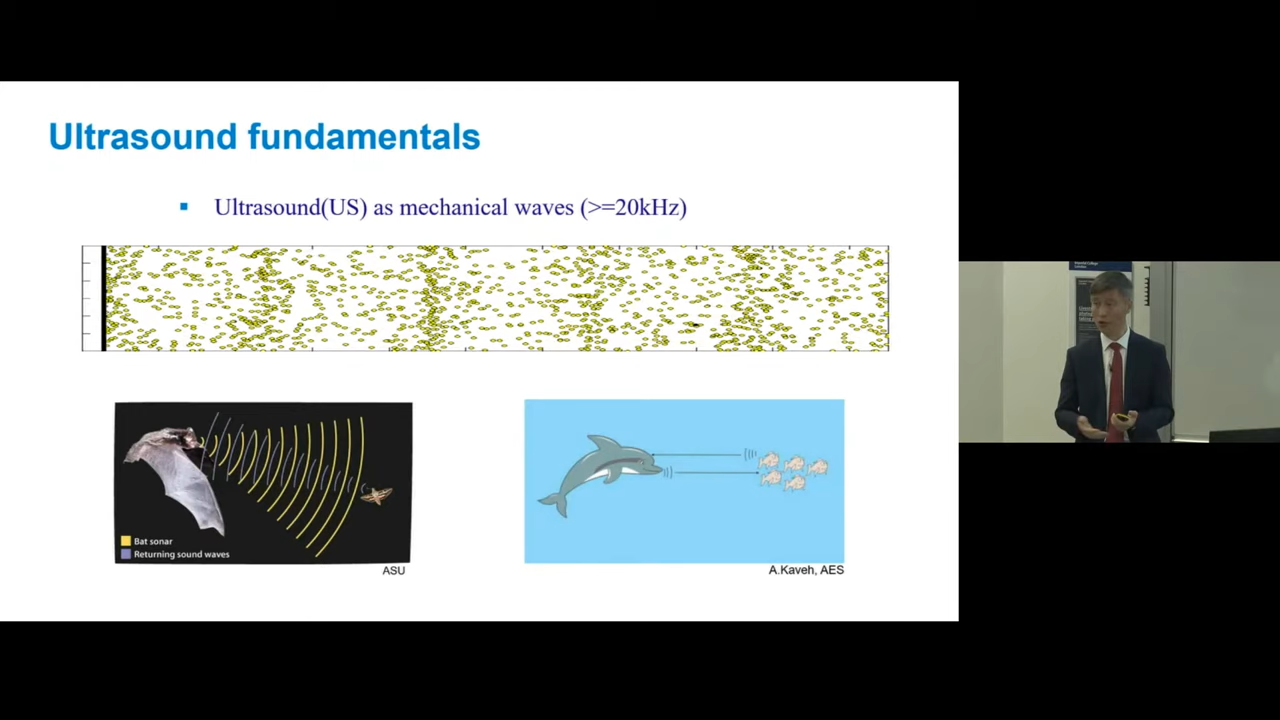 Ultrasound fundamentals
▪ Ultrasound(US) as mechanical waves (>=20kHz)
Bat sonar
Returning sound waves
ASU
A.Kaveh, AES